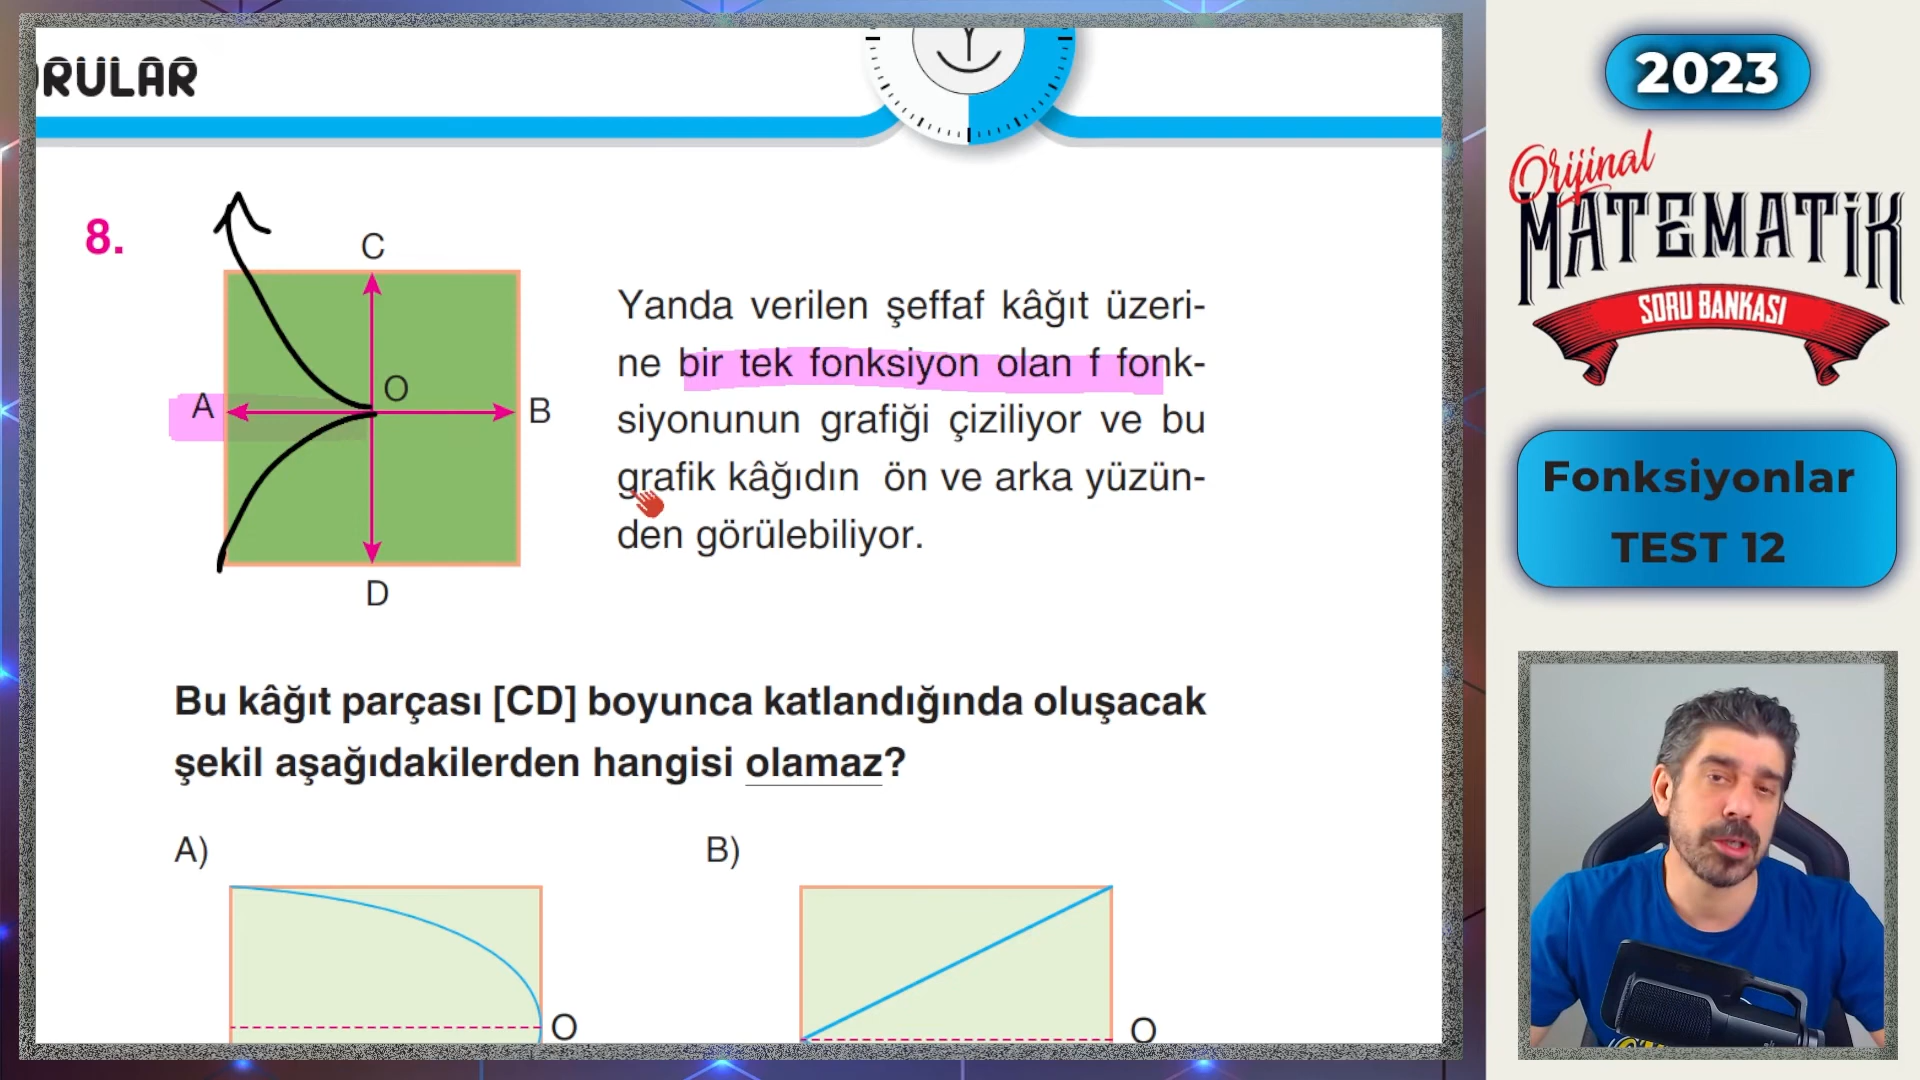 RULAR
8.
C
A
O
B
D
Yanda verilen şeffaf kâğıt üzeri-
ne bir tek fonksiyon olan f fonk-
siyonunun grafiği çiziliyor ve bu
grafik kâğıdın ön ve arka yüzün-
den görülebiliyor.
Bu kâğıt parçası [CD] boyunca katlandığında oluşacak
şekil aşağıdakilerden hangisi olamaz?
A)
B)
O
O
2023
Orijinal
MATEMATİK
SORU BANKASI
Fonksiyonlar
TEST 12